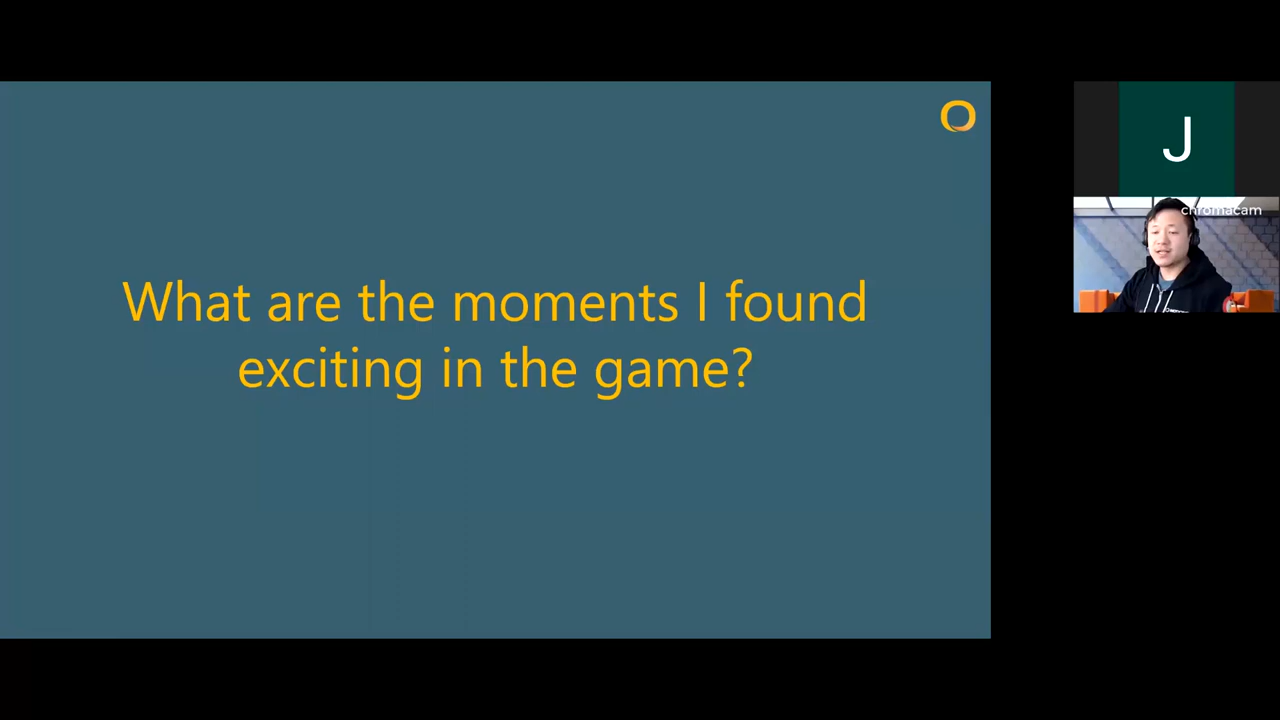 What are the moments I found
exciting in the game?
J
chromacam